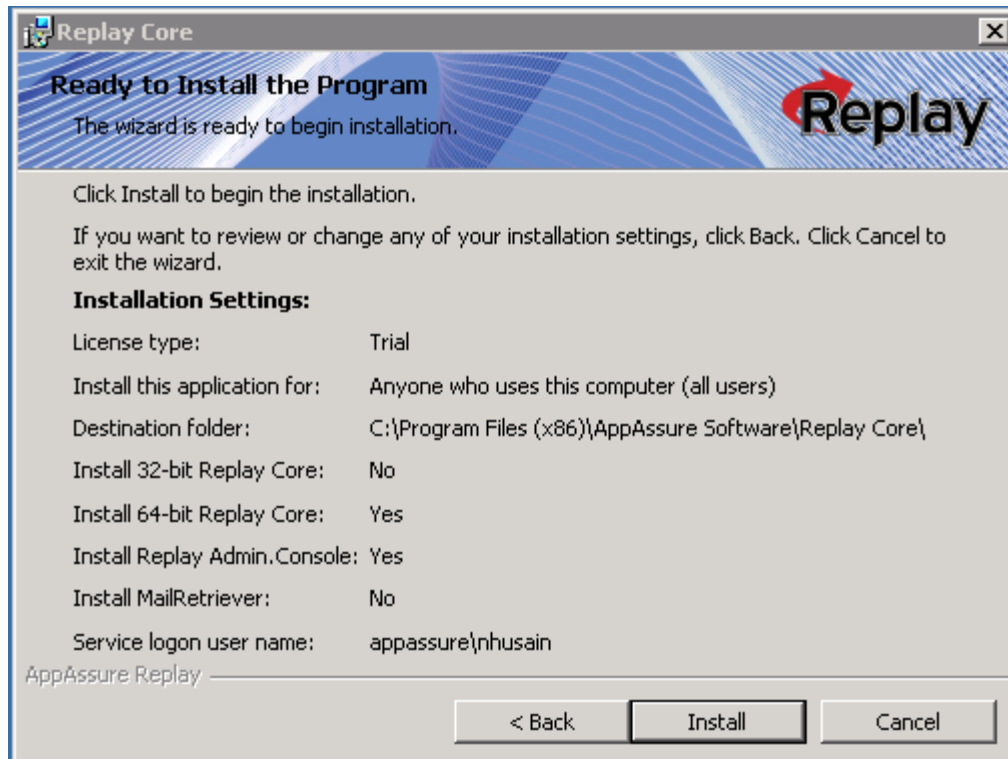 Replay Core
Ready to Install the Program
The wizard is ready to begin installation.
Replay
Click Install to begin the installation.
If you want to review or change any of your installation settings, click Back. Click Cancel to
exit the wizard.
Installation Settings:
License type: Trial
Install this application for: Anyone who uses this computer (all users)
Destination folder: C:\Program Files (x86)\AppAssure Software\Replay Core\
Install 32-bit Replay Core: No
Install 64-bit Replay Core: Yes
Install Replay Admin.Console: Yes
Install MailRetriever: No
Service logon user name: appassure\nhusain
AppAssure Replay
< Back Install Cancel